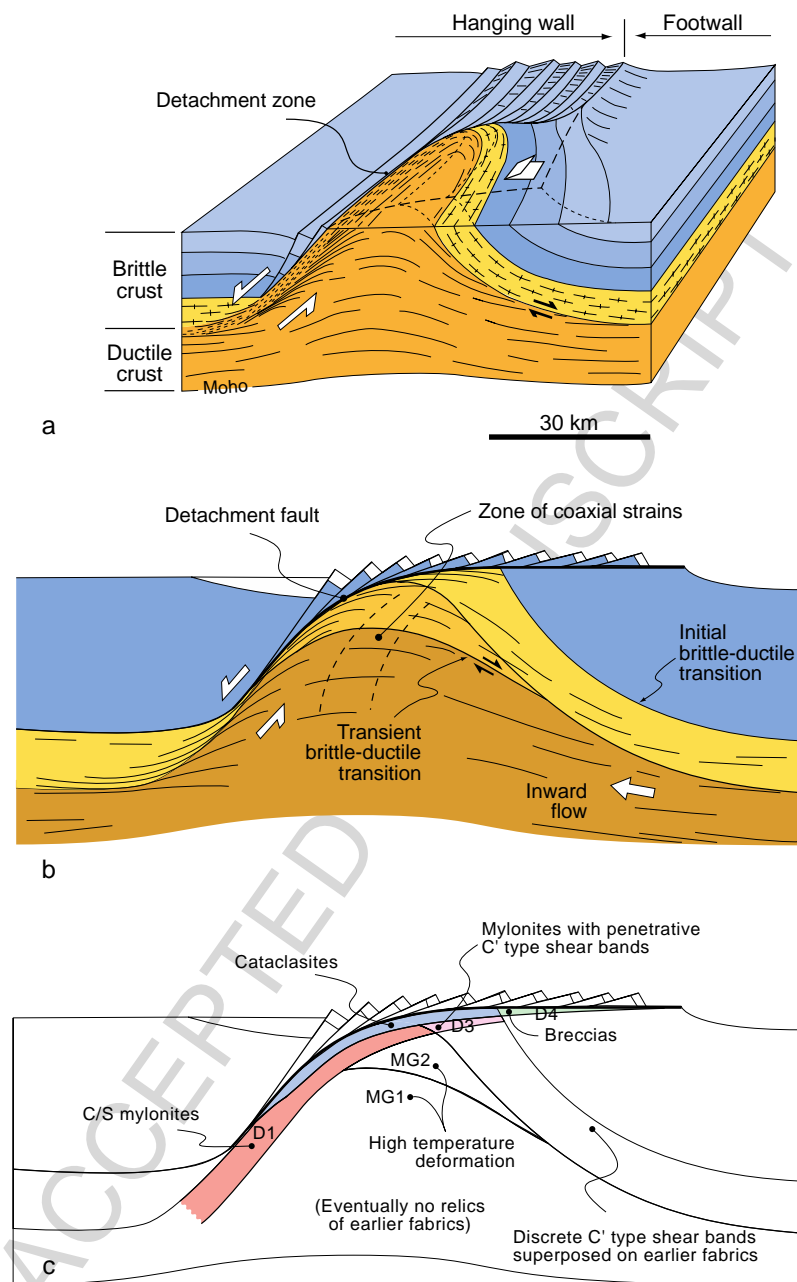 Hanging wall
Footwall
Detachment zone
Brittle
crust
Ductile
crust
Moho
a
30 km
Detachment fault
Zone of coaxial strains
Initial
brittle-ductile
transition
Transient
brittle-ductile
transition
Inward
flow
b
Mylonites with penetrative
C' type shear bands
Cataclasites
D4
D3
Breccias
MG2
MG1
C/S mylonites
D1
High temperature
deformation
(Eventually no relics
of earlier fabrics)
Discrete C' type shear bands
superposed on earlier fabrics
c
ACCEPTED
NUSCRIPT